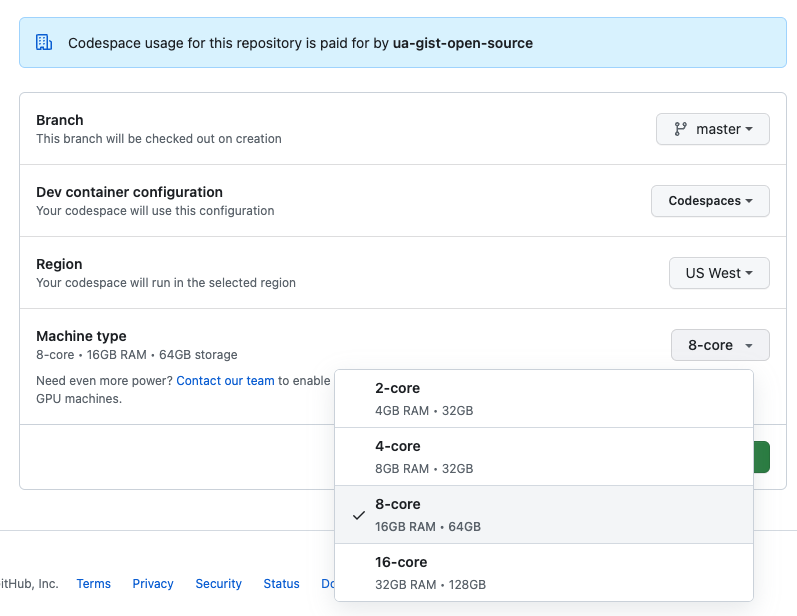 Codespace usage for this repository is paid for by ua-gist-open-source
Branch
This branch will be checked out on creation
master
Dev container configuration
Your codespace will use this configuration
Codespaces
Region
Your codespace will run in the selected region
US West
Machine type
8-core • 16GB RAM • 64GB storage
8-core
Need even more power? Contact our team to enable
GPU machines.
2-core
4GB RAM • 32GB
4-core
8GB RAM • 32GB
8-core
16GB RAM • 64GB
16-core
32GB RAM • 128GB
itHub, Inc. Terms Privacy Security Status Do